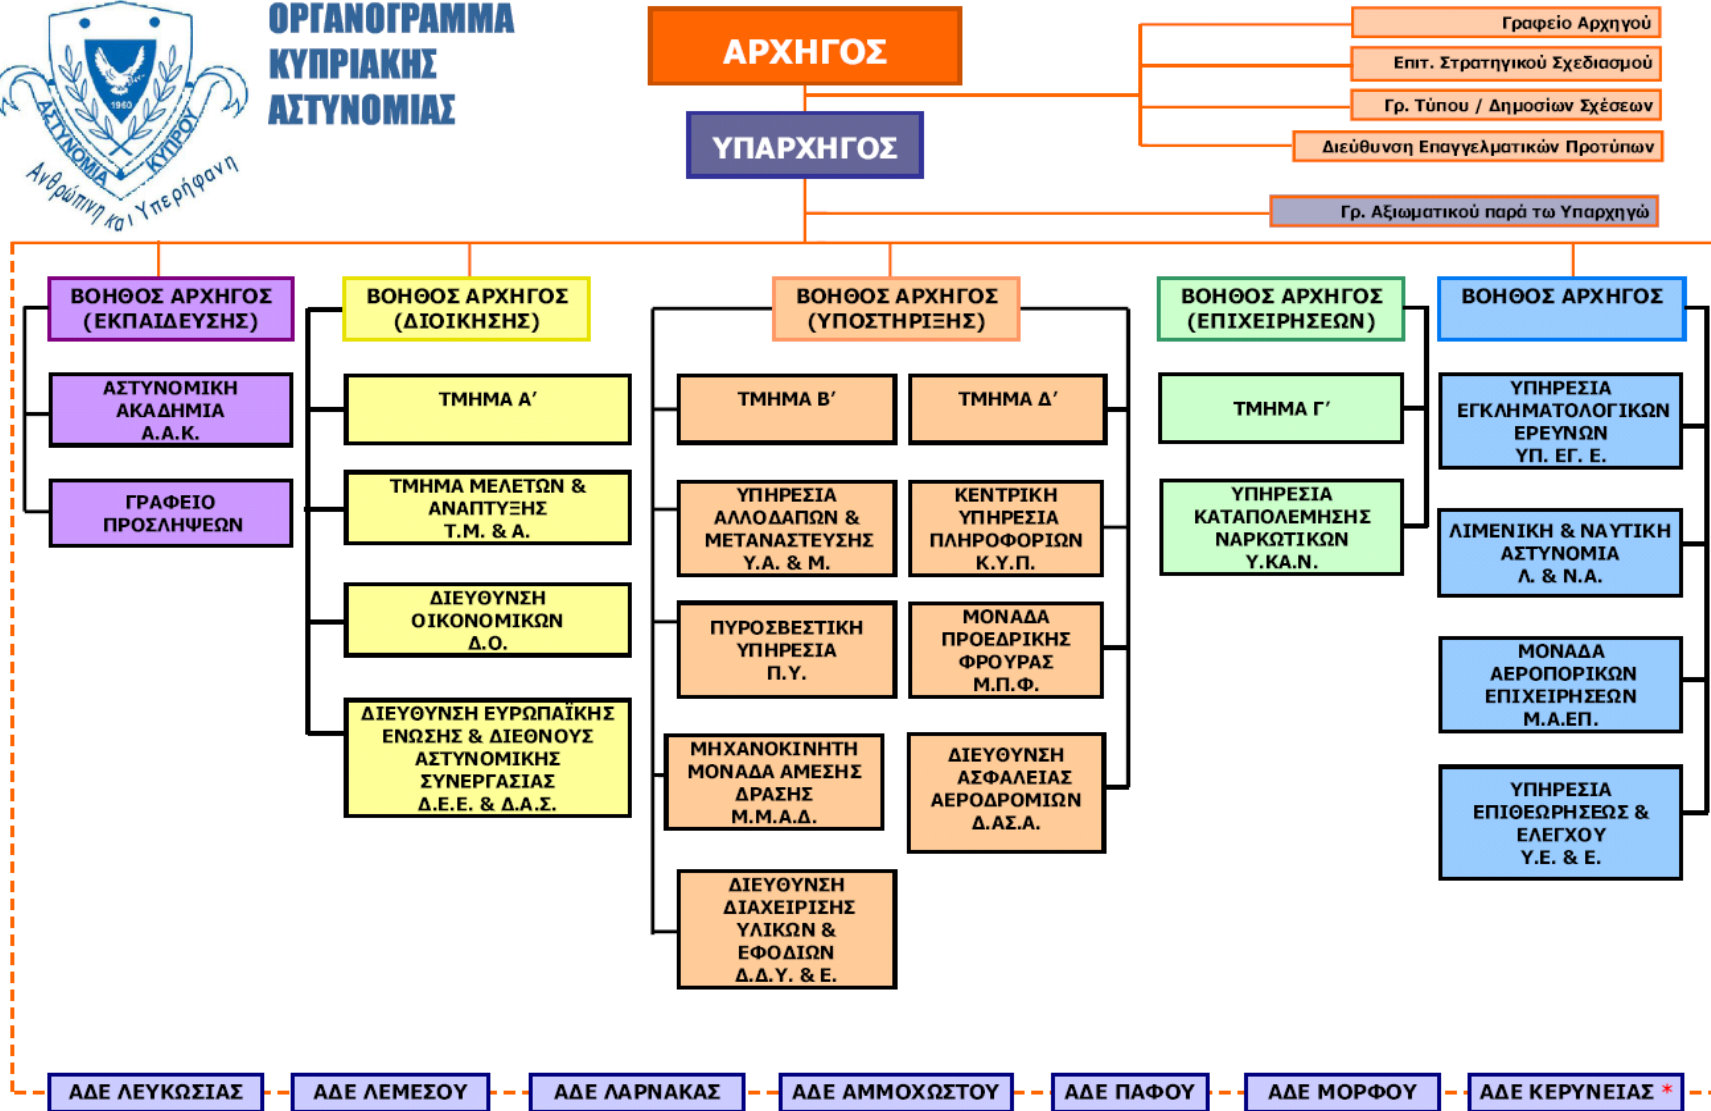 ΟΡΓΑΝΟΓΡΑΜΜΑ
ΚΥΠΡΙΑΚΗΣ
ΑΣΤΥΝΟΜΙΑΣ
1960
ΑΣΤΥΝΟΜΙΑ ΚΥΠΡΟΥ
Ανθρώπινη και Υπερήφανη
ΑΡΧΗΓΟΣ
ΥΠΑΡΧΗΓΟΣ
Γραφείο Αρχηγού
Επιτ. Στρατηγικού Σχεδιασμού
Γρ. Τύπου / Δημοσίων Σχέσεων
Διεύθυνση Επαγγελματικών Προτύπων
Γρ. Αξιωματικού παρά τω Υπαρχηγώ
ΒΟΗΘΟΣ ΑΡΧΗΓΟΣ
(ΕΚΠΑΙΔΕΥΣΗΣ)
ΑΣΤΥΝΟΜΙΚΗ
ΑΚΑΔΗΜΙΑ
Α.Α.Κ.
ΓΡΑΦΕΙΟ
ΠΡΟΣΛΗΨΕΩΝ
ΒΟΗΘΟΣ ΑΡΧΗΓΟΣ
(ΔΙΟΙΚΗΣΗΣ)
ΤΜΗΜΑ Α’
ΤΜΗΜΑ ΜΕΛΕΤΩΝ &
ΑΝΑΠΤΥΞΗΣ
Τ.Μ. & Α.
ΔΙΕΥΘΥΝΣΗ
ΟΙΚΟΝΟΜΙΚΩΝ
Δ.Ο.
ΔΙΕΥΘΥΝΣΗ ΕΥΡΩΠΑΪΚΗΣ
ΕΝΩΣΗΣ & ΔΙΕΘΝΟΥΣ
ΑΣΤΥΝΟΜΙΚΗΣ
ΣΥΝΕΡΓΑΣΙΑΣ
Δ.Ε.Ε. & Δ.Α.Σ.
ΒΟΗΘΟΣ ΑΡΧΗΓΟΣ
(ΥΠΟΣΤΗΡΙΞΗΣ)
ΤΜΗΜΑ Β’
ΥΠΗΡΕΣΙΑ
ΑΛΛΟΔΑΠΩΝ &
ΜΕΤΑΝΑΣΤΕΥΣΗΣ
Υ.Α. & Μ.
ΠΥΡΟΣΒΕΣΤΙΚΗ
ΥΠΗΡΕΣΙΑ
Π.Υ.
ΜΗΧΑΝΟΚΙΝΗΤΗ
ΜΟΝΑΔΑ ΑΜΕΣΗΣ
ΔΡΑΣΗΣ
Μ.Μ.Α.Δ.
ΔΙΕΥΘΥΝΣΗ
ΔΙΑΧΕΙΡΙΣΗΣ
ΥΛΙΚΩΝ &
ΕΦΟΔΙΩΝ
Δ.Δ.Υ. & Ε.
ΤΜΗΜΑ Δ’
ΚΕΝΤΡΙΚΗ
ΥΠΗΡΕΣΙΑ
ΠΛΗΡΟΦΟΡΙΩΝ
Κ.Υ.Π.
ΜΟΝΑΔΑ
ΠΡΟΕΔΡΙΚΗΣ
ΦΡΟΥΡΑΣ
Μ.Π.Φ.
ΔΙΕΥΘΥΝΣΗ
ΑΣΦΑΛΕΙΑΣ
ΑΕΡΟΔΡΟΜΙΩΝ
Δ.ΑΣ.Α.
ΒΟΗΘΟΣ ΑΡΧΗΓΟΣ
(ΕΠΙΧΕΙΡΗΣΕΩΝ)
ΤΜΗΜΑ Γ’
ΥΠΗΡΕΣΙΑ
ΚΑΤΑΠΟΛΕΜΗΣΗΣ
ΝΑΡΚΩΤΙΚΩΝ
Υ.ΚΑ.Ν.
ΒΟΗΘΟΣ ΑΡΧΗΓΟΣ
ΥΠΗΡΕΣΙΑ
ΕΓΚΛΗΜΑΤΟΛΟΓΙΚΩΝ
ΕΡΕΥΝΩΝ
ΥΠ. ΕΓ. Ε.
ΛΙΜΕΝΙΚΗ & ΝΑΥΤΙΚΗ
ΑΣΤΥΝΟΜΙΑ
Λ. & Ν.Α.
ΜΟΝΑΔΑ
ΑΕΡΟΠΟΡΙΚΩΝ
ΕΠΙΧΕΙΡΗΣΕΩΝ
Μ.Α.ΕΠ.
ΥΠΗΡΕΣΙΑ
ΕΠΙΘΕΩΡΗΣΕΩΣ &
ΕΛΕΓΧΟΥ
Υ.Ε. & Ε.
ΑΔΕ ΛΕΥΚΩΣΙΑΣ
ΑΔΕ ΛΕΜΕΣΟΥ
ΑΔΕ ΛΑΡΝΑΚΑΣ
ΑΔΕ ΑΜΜΟΧΩΣΤΟΥ
ΑΔΕ ΠΑΦΟΥ
ΑΔΕ ΜΟΡΦΟΥ
ΑΔΕ ΚΕΡΥΝΕΙΑΣ *